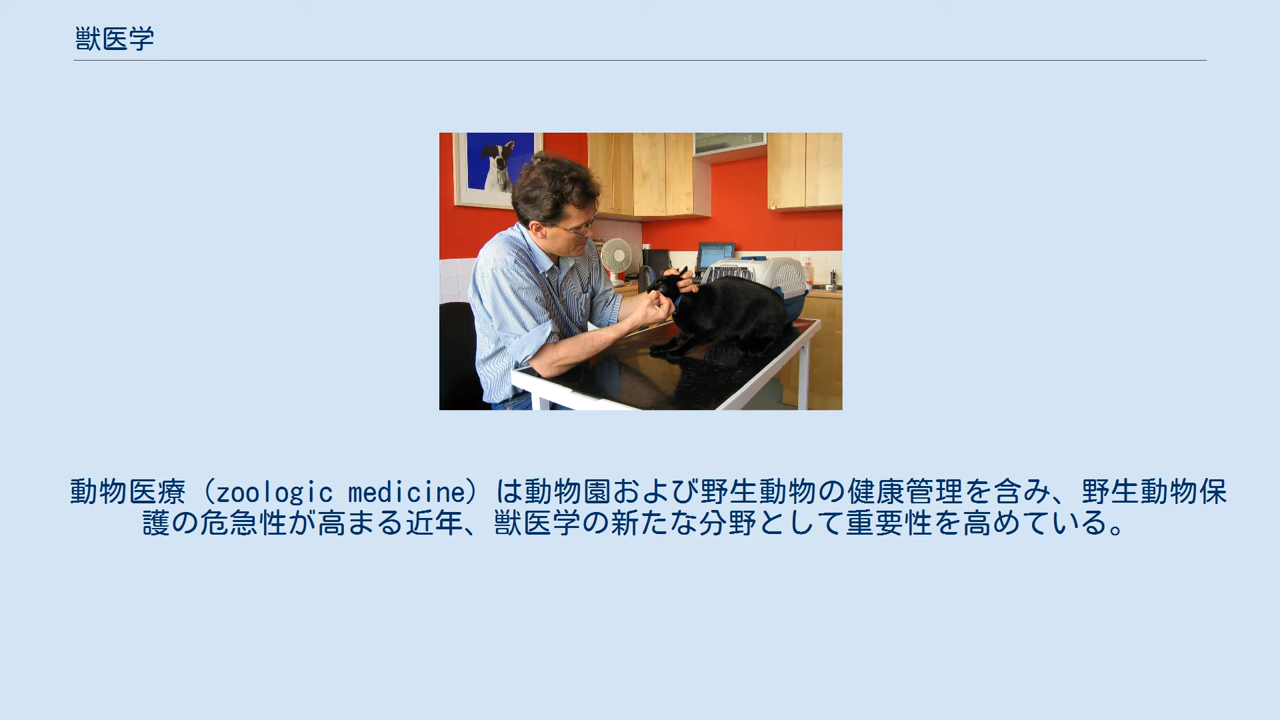 獣医学
動物医療（zoologic medicine）は動物園および野生動物の健康管理を含み、野生動物保
護の危急性が高まる近年、獣医学の新たな分野として重要性を高めている。